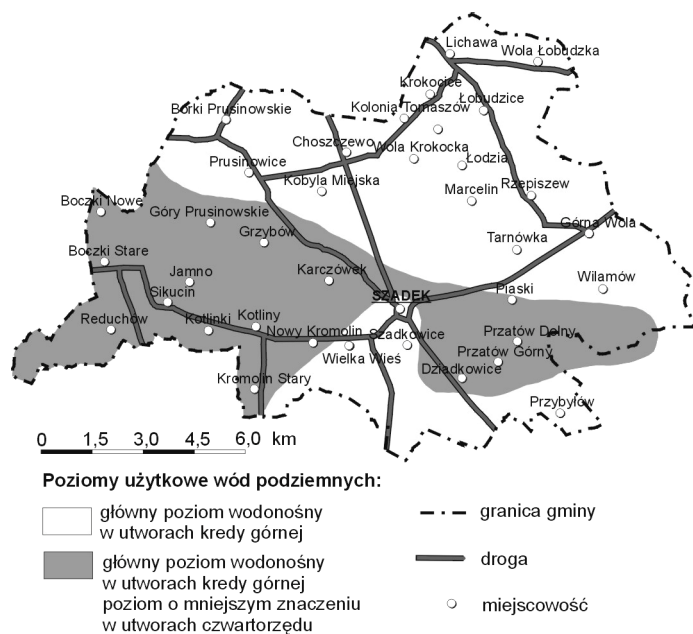 Lichawa
Wola Łobudzka
Krokocice
Borki Prusinowskie
Kolonia Tomaszów
Łobudzice
Choszczewo
Wola Krokocka
Łodzia
Prusinowice
Kobyla Miejska
Marcelin
Rzepiszew
Boczki Nowe
Góry Prusinowskie
Grzybów
Górna Wola
Tarnówka
Boczki Stare
Jamno
Karczówek
Wilamów
Sikucin
SZADEK
Piaski
Reduchów
Kotlinki
Kotliny
Nowy Kromolin
Szadkowice
Przatów Dolny
Wielka Wieś
Przatów Górny
Dziadkowice
Kromolin Stary
Przybyłów
0 1,5 3,0 4,5 6,0 km
Poziomy użytkowe wód podziemnych:
główny poziom wodonośny
w utworach kredy górnej
główny poziom wodonośny
w utworach kredy górnej
poziom o mniejszym znaczeniu
w utworach czwartorzędu
granica gminy
droga
miejscowość